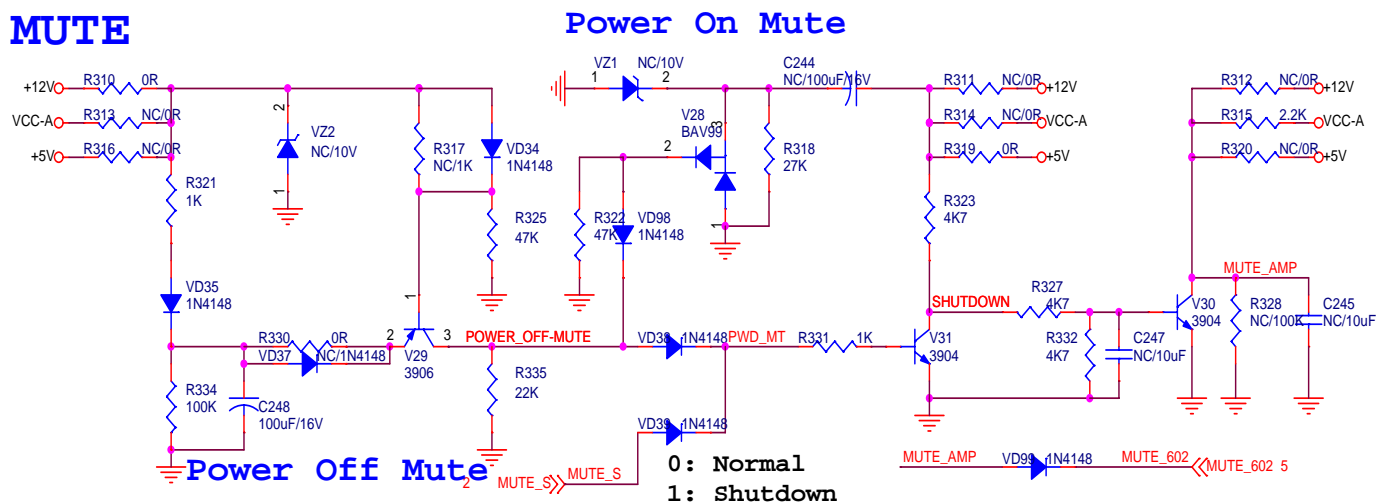 MUTE
Power On Mute
+12V
R310
0R
VCC-A
R313
NC/0R
+5V
R316
NC/0R
R321
1K
VD35
1N4148
R330
0R
VD37
NC/1N4148
R334
100K
C248
100uF/16V
2
VZ2
NC/10V
1
R317
NC/1K
VD34
1N4148
R325
47K
1
2
3
V29
3906
POWER_OFF-MUTE
R335
22K
Power Off Mute
1
VZ1
NC/10V
2
C244
NC/100uF/16V
V28
BAV99
3
2
1
R318
27K
R322
47K
VD98
1N4148
VD38
1N4148
PWD_MT
R331
1K
VD39
1N4148
2
MUTE_S
MUTE_S
0: Normal
1: Shutdown
R311
NC/0R
+12V
R314
NC/0R
VCC-A
R319
0R
+5V
R323
4K7
SHUTDOWN
V31
3904
R327
4K7
R332
4K7
C247
NC/10uF
R312
NC/0R
+12V
R315
2.2K
VCC-A
R320
NC/0R
+5V
MUTE_AMP
V30
3904
R328
NC/100K
C245
NC/10uF
MUTE_AMP
VD99
1N4148
MUTE_602
MUTE_602 5